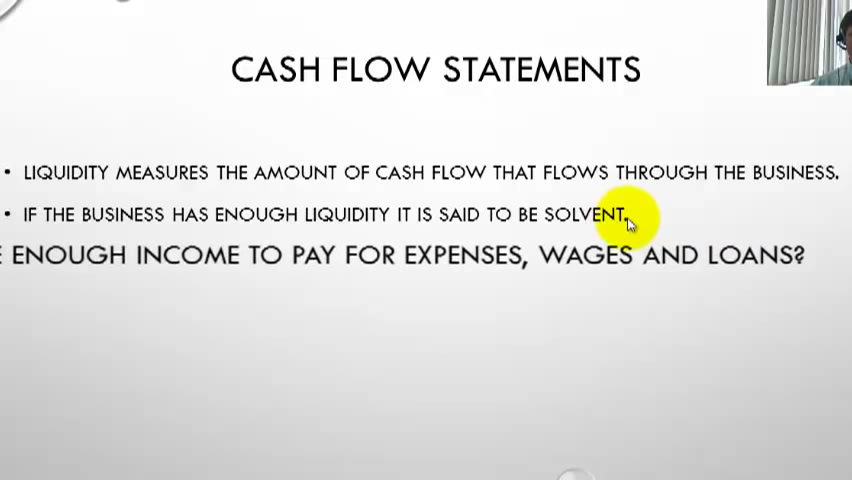 CASH FLOW STATEMENTS
• LIQUIDITY MEASURES THE AMOUNT OF CASH FLOW THAT FLOWS THROUGH THE BUSINESS.
• IF THE BUSINESS HAS ENOUGH LIQUIDITY IT IS SAID TO BE SOLVENT.
ENOUGH INCOME TO PAY FOR EXPENSES, WAGES AND LOANS?